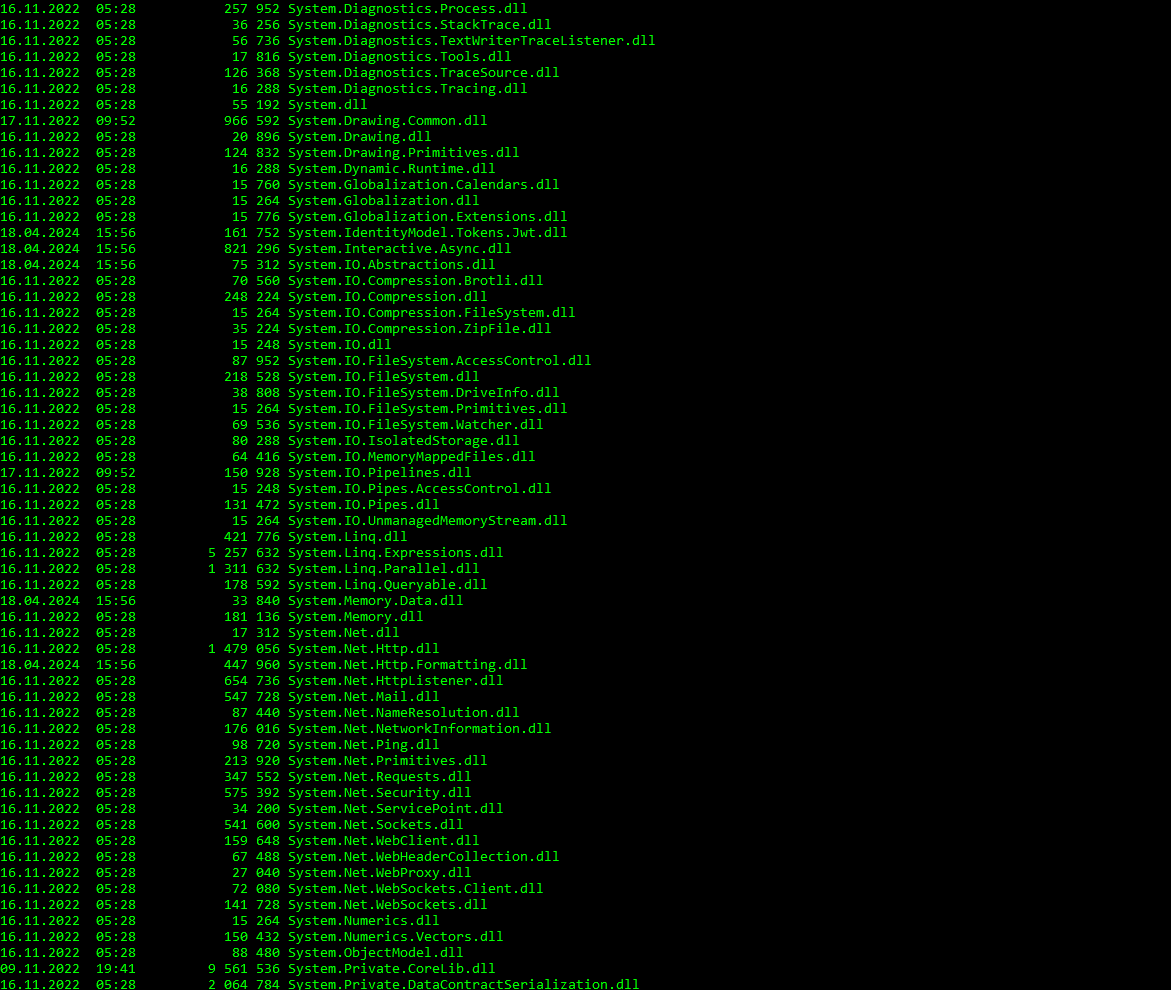 16.11.2022  05:28           257 952 System.Diagnostics.Process.dll
16.11.2022  05:28            36 256 System.Diagnostics.StackTrace.dll
16.11.2022  05:28            56 736 System.Diagnostics.TextWriterTraceListener.dll
16.11.2022  05:28            17 816 System.Diagnostics.Tools.dll
16.11.2022  05:28           126 368 System.Diagnostics.TraceSource.dll
16.11.2022  05:28            16 288 System.Diagnostics.Tracing.dll
16.11.2022  05:28            55 192 System.dll
17.11.2022  09:52           966 592 System.Drawing.Common.dll
16.11.2022  05:28            20 896 System.Drawing.dll
16.11.2022  05:28           124 832 System.Drawing.Primitives.dll
16.11.2022  05:28            16 288 System.Dynamic.Runtime.dll
16.11.2022  05:28            15 760 System.Globalization.Calendars.dll
16.11.2022  05:28            15 264 System.Globalization.dll
16.11.2022  05:28            15 776 System.Globalization.Extensions.dll
18.04.2024  15:56           161 752 System.IdentityModel.Tokens.Jwt.dll
18.04.2024  15:56           821 296 System.Interactive.Async.dll
18.04.2024  15:56            75 312 System.IO.Abstractions.dll
16.11.2022  05:28            70 560 System.IO.Compression.Brotli.dll
16.11.2022  05:28           248 224 System.IO.Compression.dll
16.11.2022  05:28            15 264 System.IO.Compression.FileSystem.dll
16.11.2022  05:28            35 224 System.IO.Compression.ZipFile.dll
16.11.2022  05:28            15 248 System.IO.dll
16.11.2022  05:28            87 952 System.IO.FileSystem.AccessControl.dll
16.11.2022  05:28           218 528 System.IO.FileSystem.dll
16.11.2022  05:28            38 808 System.IO.FileSystem.DriveInfo.dll
16.11.2022  05:28            15 264 System.IO.FileSystem.Primitives.dll
16.11.2022  05:28            69 536 System.IO.FileSystem.Watcher.dll
16.11.2022  05:28            80 288 System.IO.IsolatedStorage.dll
16.11.2022  05:28            64 416 System.IO.MemoryMappedFiles.dll
17.11.2022  09:52           150 928 System.IO.Pipelines.dll
16.11.2022  05:28            15 248 System.IO.Pipes.AccessControl.dll
16.11.2022  05:28           131 472 System.IO.Pipes.dll
16.11.2022  05:28            15 264 System.IO.UnmanagedMemoryStream.dll
16.11.2022  05:28           421 776 System.Linq.dll
16.11.2022  05:28         5 257 632 System.Linq.Expressions.dll
16.11.2022  05:28         1 311 632 System.Linq.Parallel.dll
16.11.2022  05:28           178 592 System.Linq.Queryable.dll
18.04.2024  15:56            33 840 System.Memory.Data.dll
16.11.2022  05:28           181 136 System.Memory.dll
16.11.2022  05:28            17 312 System.Net.dll
16.11.2022  05:28         1 479 056 System.Net.Http.dll
18.04.2024  15:56           447 960 System.Net.Http.Formatting.dll
16.11.2022  05:28           654 736 System.Net.HttpListener.dll
16.11.2022  05:28           547 728 System.Net.Mail.dll
16.11.2022  05:28            87 440 System.Net.NameResolution.dll
16.11.2022  05:28           176 016 System.Net.NetworkInformation.dll
16.11.2022  05:28            98 720 System.Net.Ping.dll
16.11.2022  05:28           213 920 System.Net.Primitives.dll
16.11.2022  05:28           347 552 System.Net.Requests.dll
16.11.2022  05:28           575 392 System.Net.Security.dll
16.11.2022  05:28            34 200 System.Net.ServicePoint.dll
16.11.2022  05:28           541 600 System.Net.Sockets.dll
16.11.2022  05:28           159 648 System.Net.WebClient.dll
16.11.2022  05:28            67 488 System.Net.WebHeaderCollection.dll
16.11.2022  05:28            27 040 System.Net.WebProxy.dll
16.11.2022  05:28            72 080 System.Net.WebSockets.Client.dll
16.11.2022  05:28           141 728 System.Net.WebSockets.dll
16.11.2022  05:28            15 264 System.Numerics.dll
16.11.2022  05:28           150 432 System.Numerics.Vectors.dll
16.11.2022  05:28            88 480 System.ObjectModel.dll
09.11.2022  19:41         9 561 536 System.Private.CoreLib.dll
16.11.2022  05:28         2 064 784 System.Private.DataContractSerialization.dll